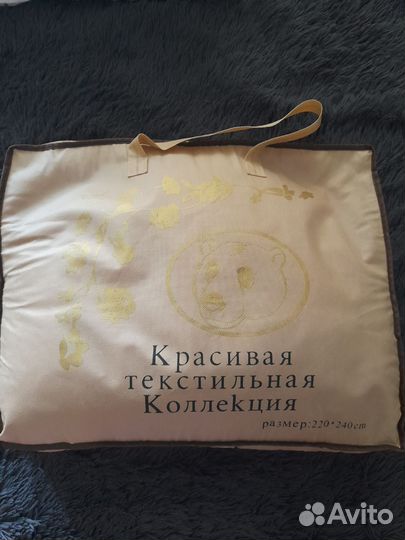 Красивая
текстильная
Коллекция
размер:220*240cm
Avito